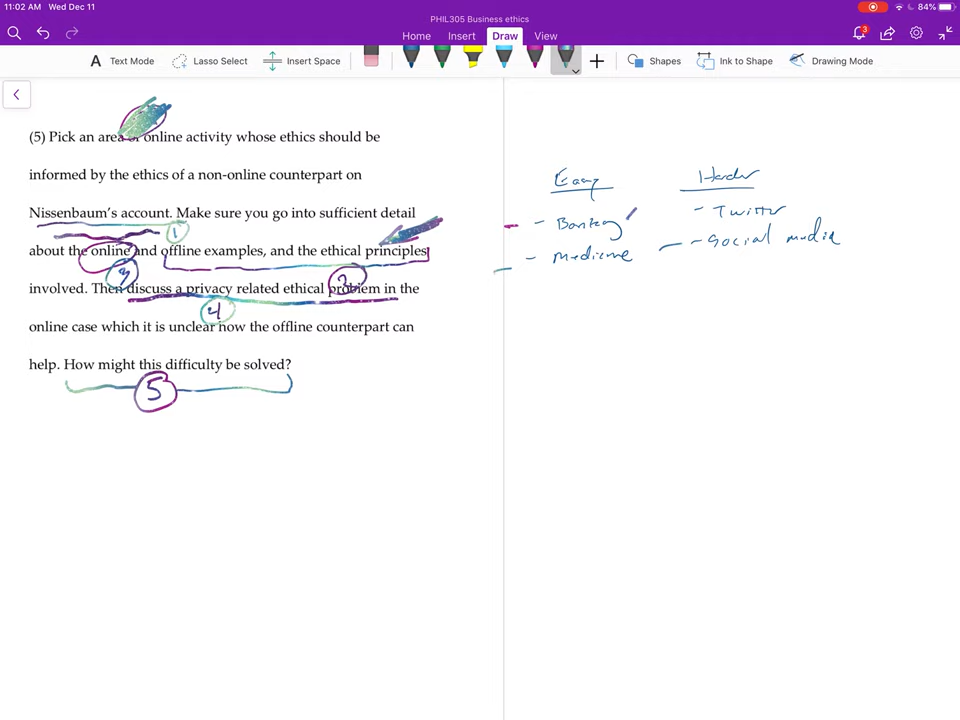 11:02 AM Wed Dec 11
84%
PHIL305 Business ethics
Home Insert Draw View
3
Text Mode Lasso Select Insert Space Shapes Ink to Shape Drawing Mode
(5) Pick an area of online activity whose ethics should be
informed by the ethics of a non-online counterpart on
Nissenbaum's account. Make sure you go into sufficient detail
1
about the online and offline examples, and the ethical principles
3 2
involved. Then discuss a privacy related ethical problem in the
4
online case which it is unclear how the offline counterpart can
help. How might this difficulty be solved?
5
Easy
- Banking
- medicine
Harder
- Twitter
- social media